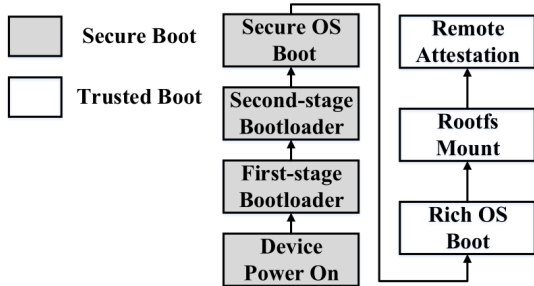 Secure Boot
Trusted Boot
Secure OS
Boot
Second-stage
Bootloader
First-stage
Bootloader
Device
Power On
Remote
Attestation
Rootfs
Mount
Rich OS
Boot